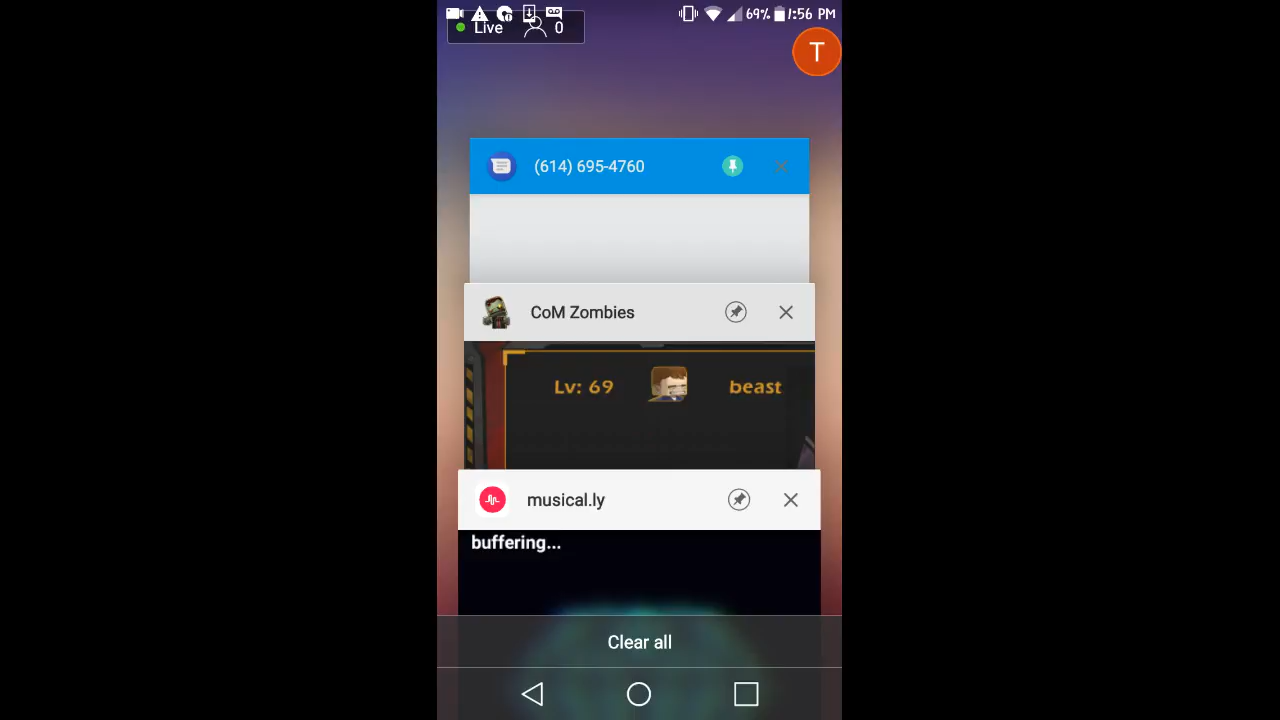 69% 1:56 PM
Live 0
T
(614) 695-4760
CoM Zombies
Lv: 69 beast
musical.ly
buffering...
Clear all